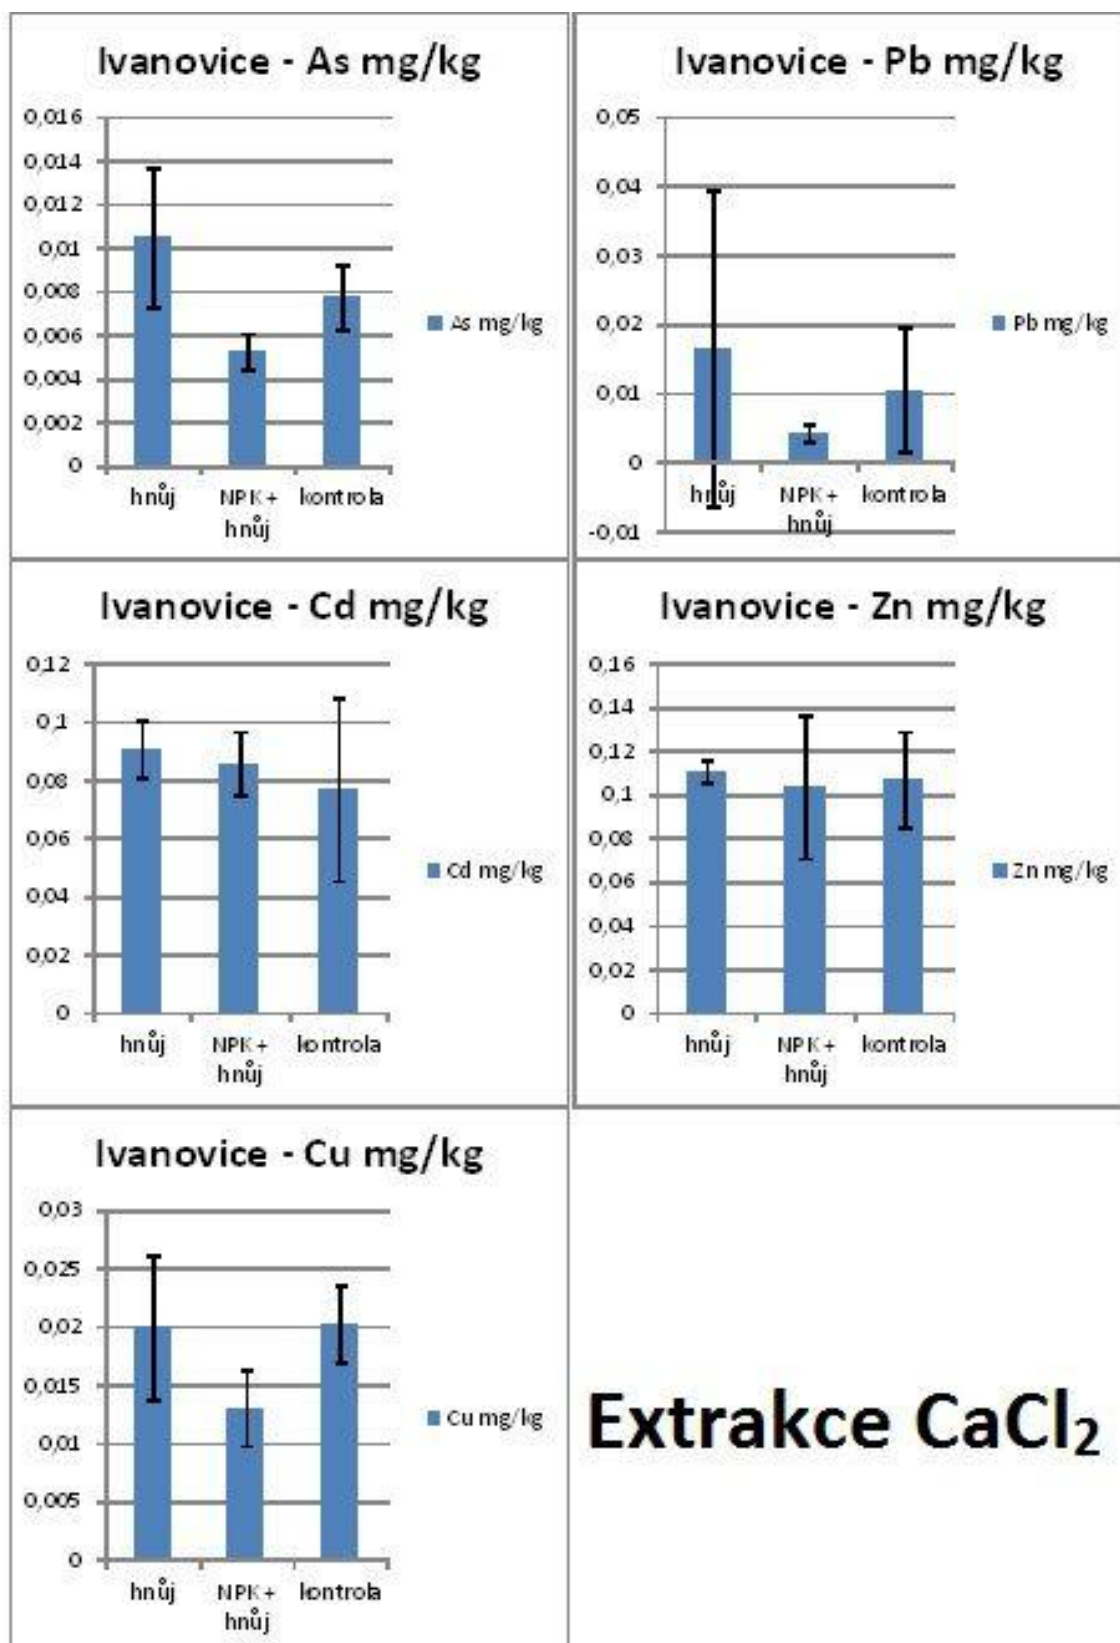 Ivanovice - As mg/kg
0,016
0,014
0,012
0,01
0,008
0,006
0,004
0,002
0
hnůj
NPK + hnůj
kontrola
As mg/kg
Ivanovice - Pb mg/kg
0,05
0,04
0,03
0,02
0,01
0
-0,01
hnůj
NPK + hnůj
kontrola
Pb mg/kg
Ivanovice - Cd mg/kg
0,12
0,1
0,08
0,06
0,04
0,02
0
hnůj
NPK + hnůj
kontrola
Cd mg/kg
Ivanovice - Zn mg/kg
0,16
0,14
0,12
0,1
0,08
0,06
0,04
0,02
0
hnůj
NPK + hnůj
kontrola
Zn mg/kg
Ivanovice - Cu mg/kg
0,03
0,025
0,02
0,015
0,01
0,005
0
hnůj
NPK + hnůj
kontrola
Cu mg/kg
Extrakce CaCl₂